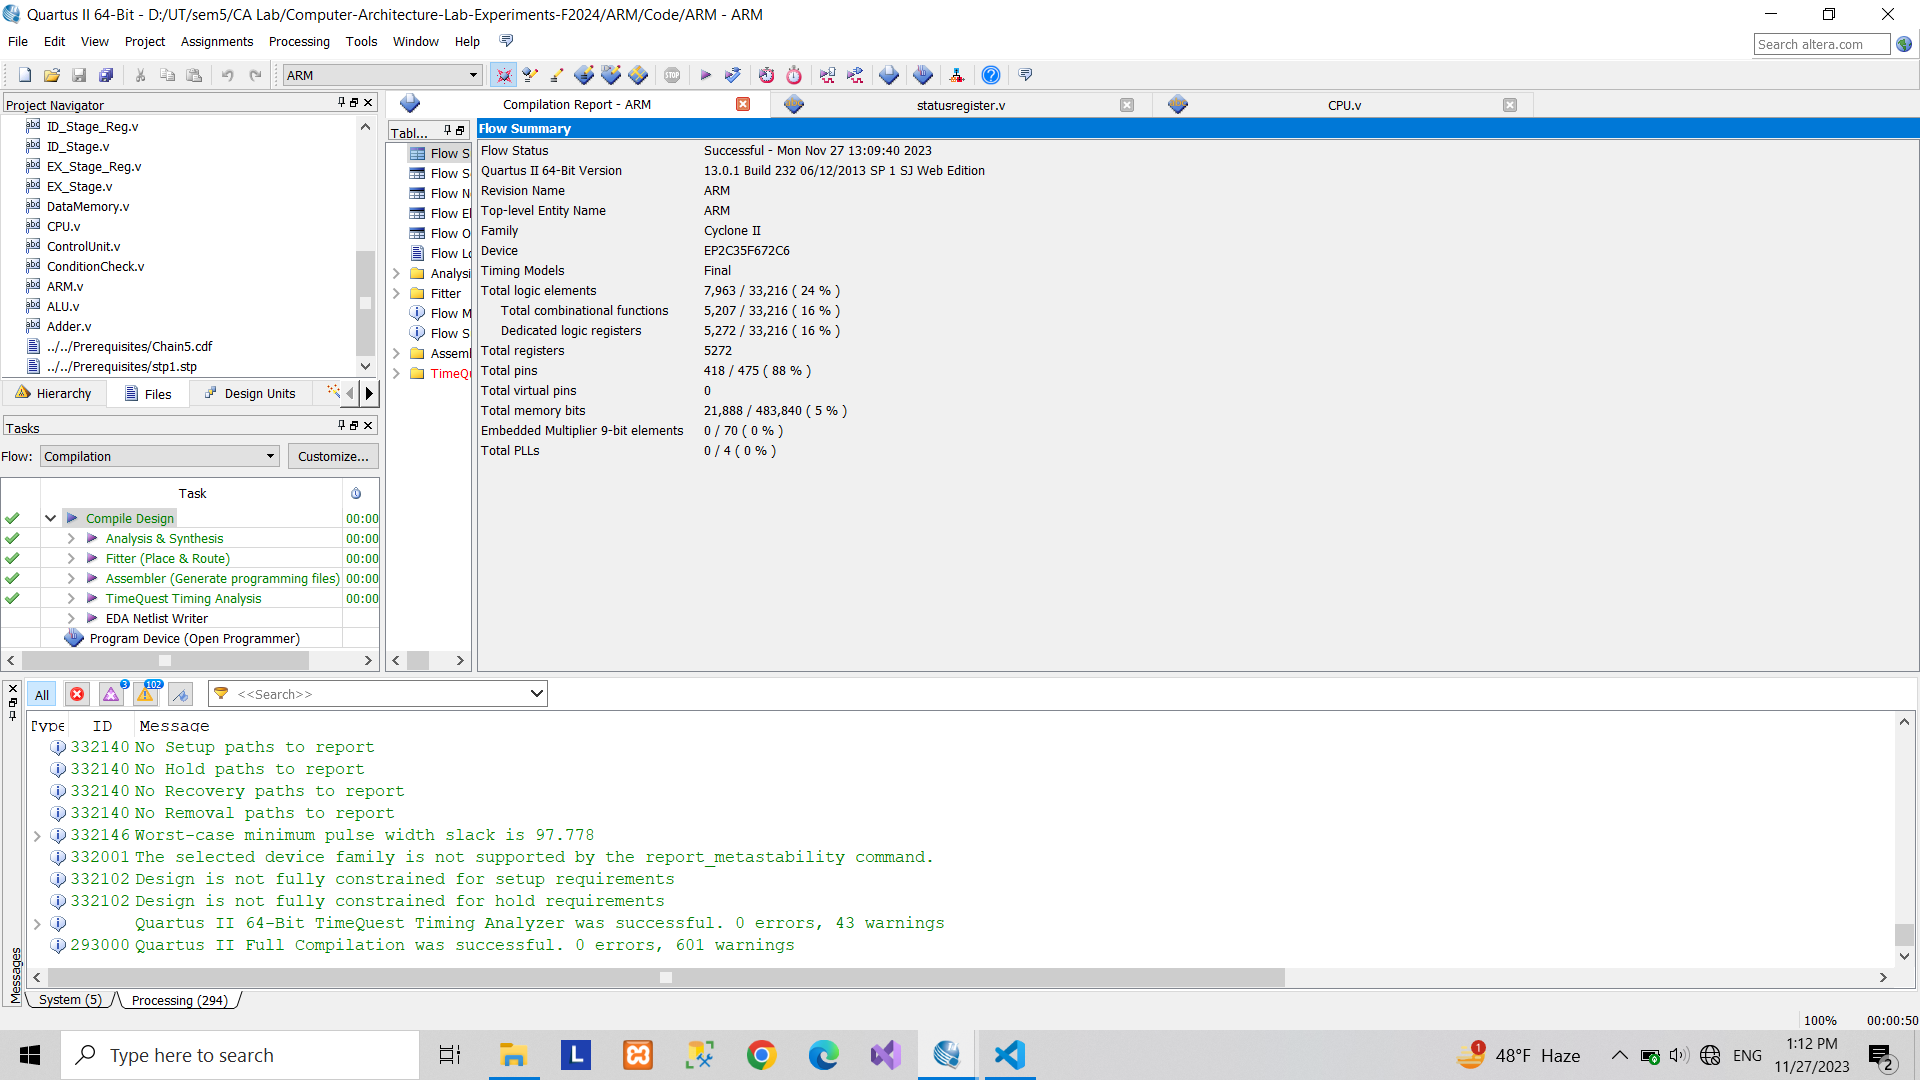 Quartus II 64-Bit - D:/UT/sem5/CA Lab/Computer-Architecture-Lab-Experiments-F2024/ARM/Code/ARM - ARM
File Edit View Project Assignments Processing Tools Window Help
Search altera.com
ARM
STOP
Project Navigator
ID_Stage_Reg.v
ID_Stage.v
EX_Stage_Reg.v
EX_Stage.v
DataMemory.v
CPU.v
ControlUnit.v
ConditionCheck.v
ARM.v
ALU.v
Adder.v
../../Prerequisites/Chain5.cdf
../../Prerequisites/stp1.stp
Hierarchy Files Design Units
Tasks
Flow: Compilation Customize...
Task
Compile Design 00:00
Analysis & Synthesis 00:00
Fitter (Place & Route) 00:00
Assembler (Generate programming files) 00:00
TimeQuest Timing Analysis 00:00
EDA Netlist Writer
Program Device (Open Programmer)
Compilation Report - ARM statusregister.v CPU.v
Tabl...
Flow S
Flow S
Flow N
Flow El
Flow O
Flow Lo
Analysi
Fitter
Flow M
Flow S
Assem
TimeQ
Flow Summary
Flow Status Successful - Mon Nov 27 13:09:40 2023
Quartus II 64-Bit Version 13.0.1 Build 232 06/12/2013 SP 1 SJ Web Edition
Revision Name ARM
Top-level Entity Name ARM
Family Cyclone II
Device EP2C35F672C6
Timing Models Final
Total logic elements 7,963 / 33,216 ( 24 % )
Total combinational functions 5,207 / 33,216 ( 16 % )
Dedicated logic registers 5,272 / 33,216 ( 16 % )
Total registers 5272
Total pins 418 / 475 ( 88 % )
Total virtual pins 0
Total memory bits 21,888 / 483,840 ( 5 % )
Embedded Multiplier 9-bit elements 0 / 70 ( 0 % )
Total PLLs 0 / 4 ( 0 % )
All 3 102 <<Search>>
Type ID Message
332140 No Setup paths to report
332140 No Hold paths to report
332140 No Recovery paths to report
332140 No Removal paths to report
332146 Worst-case minimum pulse width slack is 97.778
332001 The selected device family is not supported by the report_metastability command.
332102 Design is not fully constrained for setup requirements
332102 Design is not fully constrained for hold requirements
Quartus II 64-Bit TimeQuest Timing Analyzer was successful. 0 errors, 43 warnings
293000 Quartus II Full Compilation was successful. 0 errors, 601 warnings
Messages
System (5) Processing (294)
100% 00:00:50
Type here to search
L
1 48°F Haze ENG 1:12 PM
11/27/2023 2